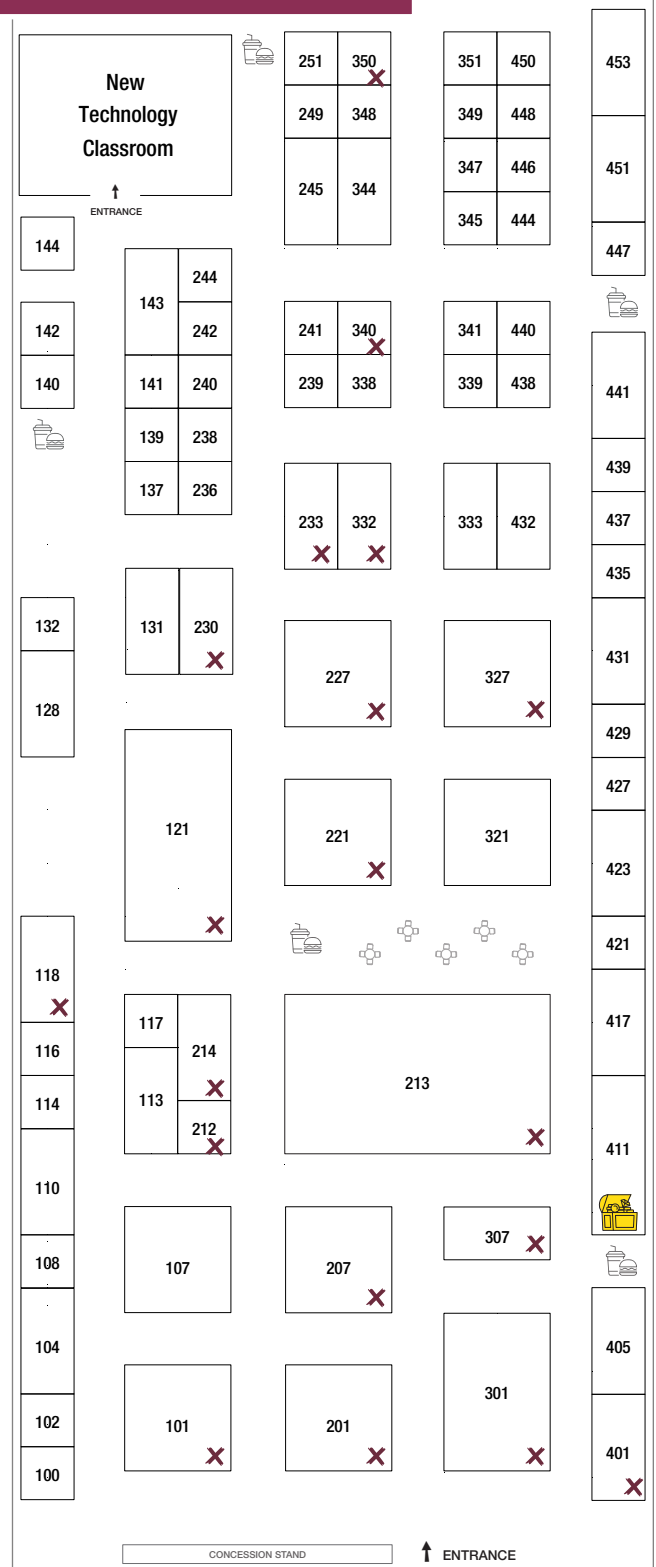 New
Technology
Classroom
ENTRANCE
251 350 351 450 453
249 348 349 448
245 344 347 446 451
345 444
144 447
143 244
242
142 241 340 341 440
140 141 240 239 338 339 438 441
139 238
137 236 439
233 332 333 432 437
435
132 131 230
128 227 327 431
429
427
121 221 321 423
421
118 117 214 417
116
114 113 213
212 411
110
108 107 207 307
104 405
102 101 201 301
100 401
CONCESSION STAND ENTRANCE